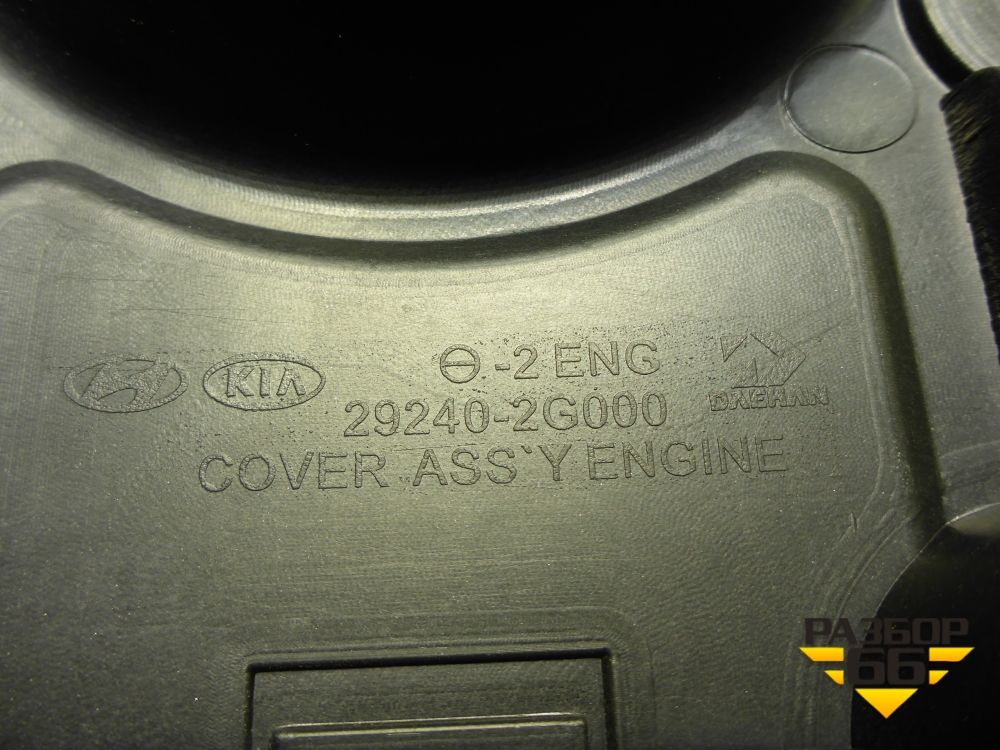 KIA
Θ-2 ENG
29240-2G000
DAEHAN
COVER ASS`Y ENGINE
РАЗБОР
66